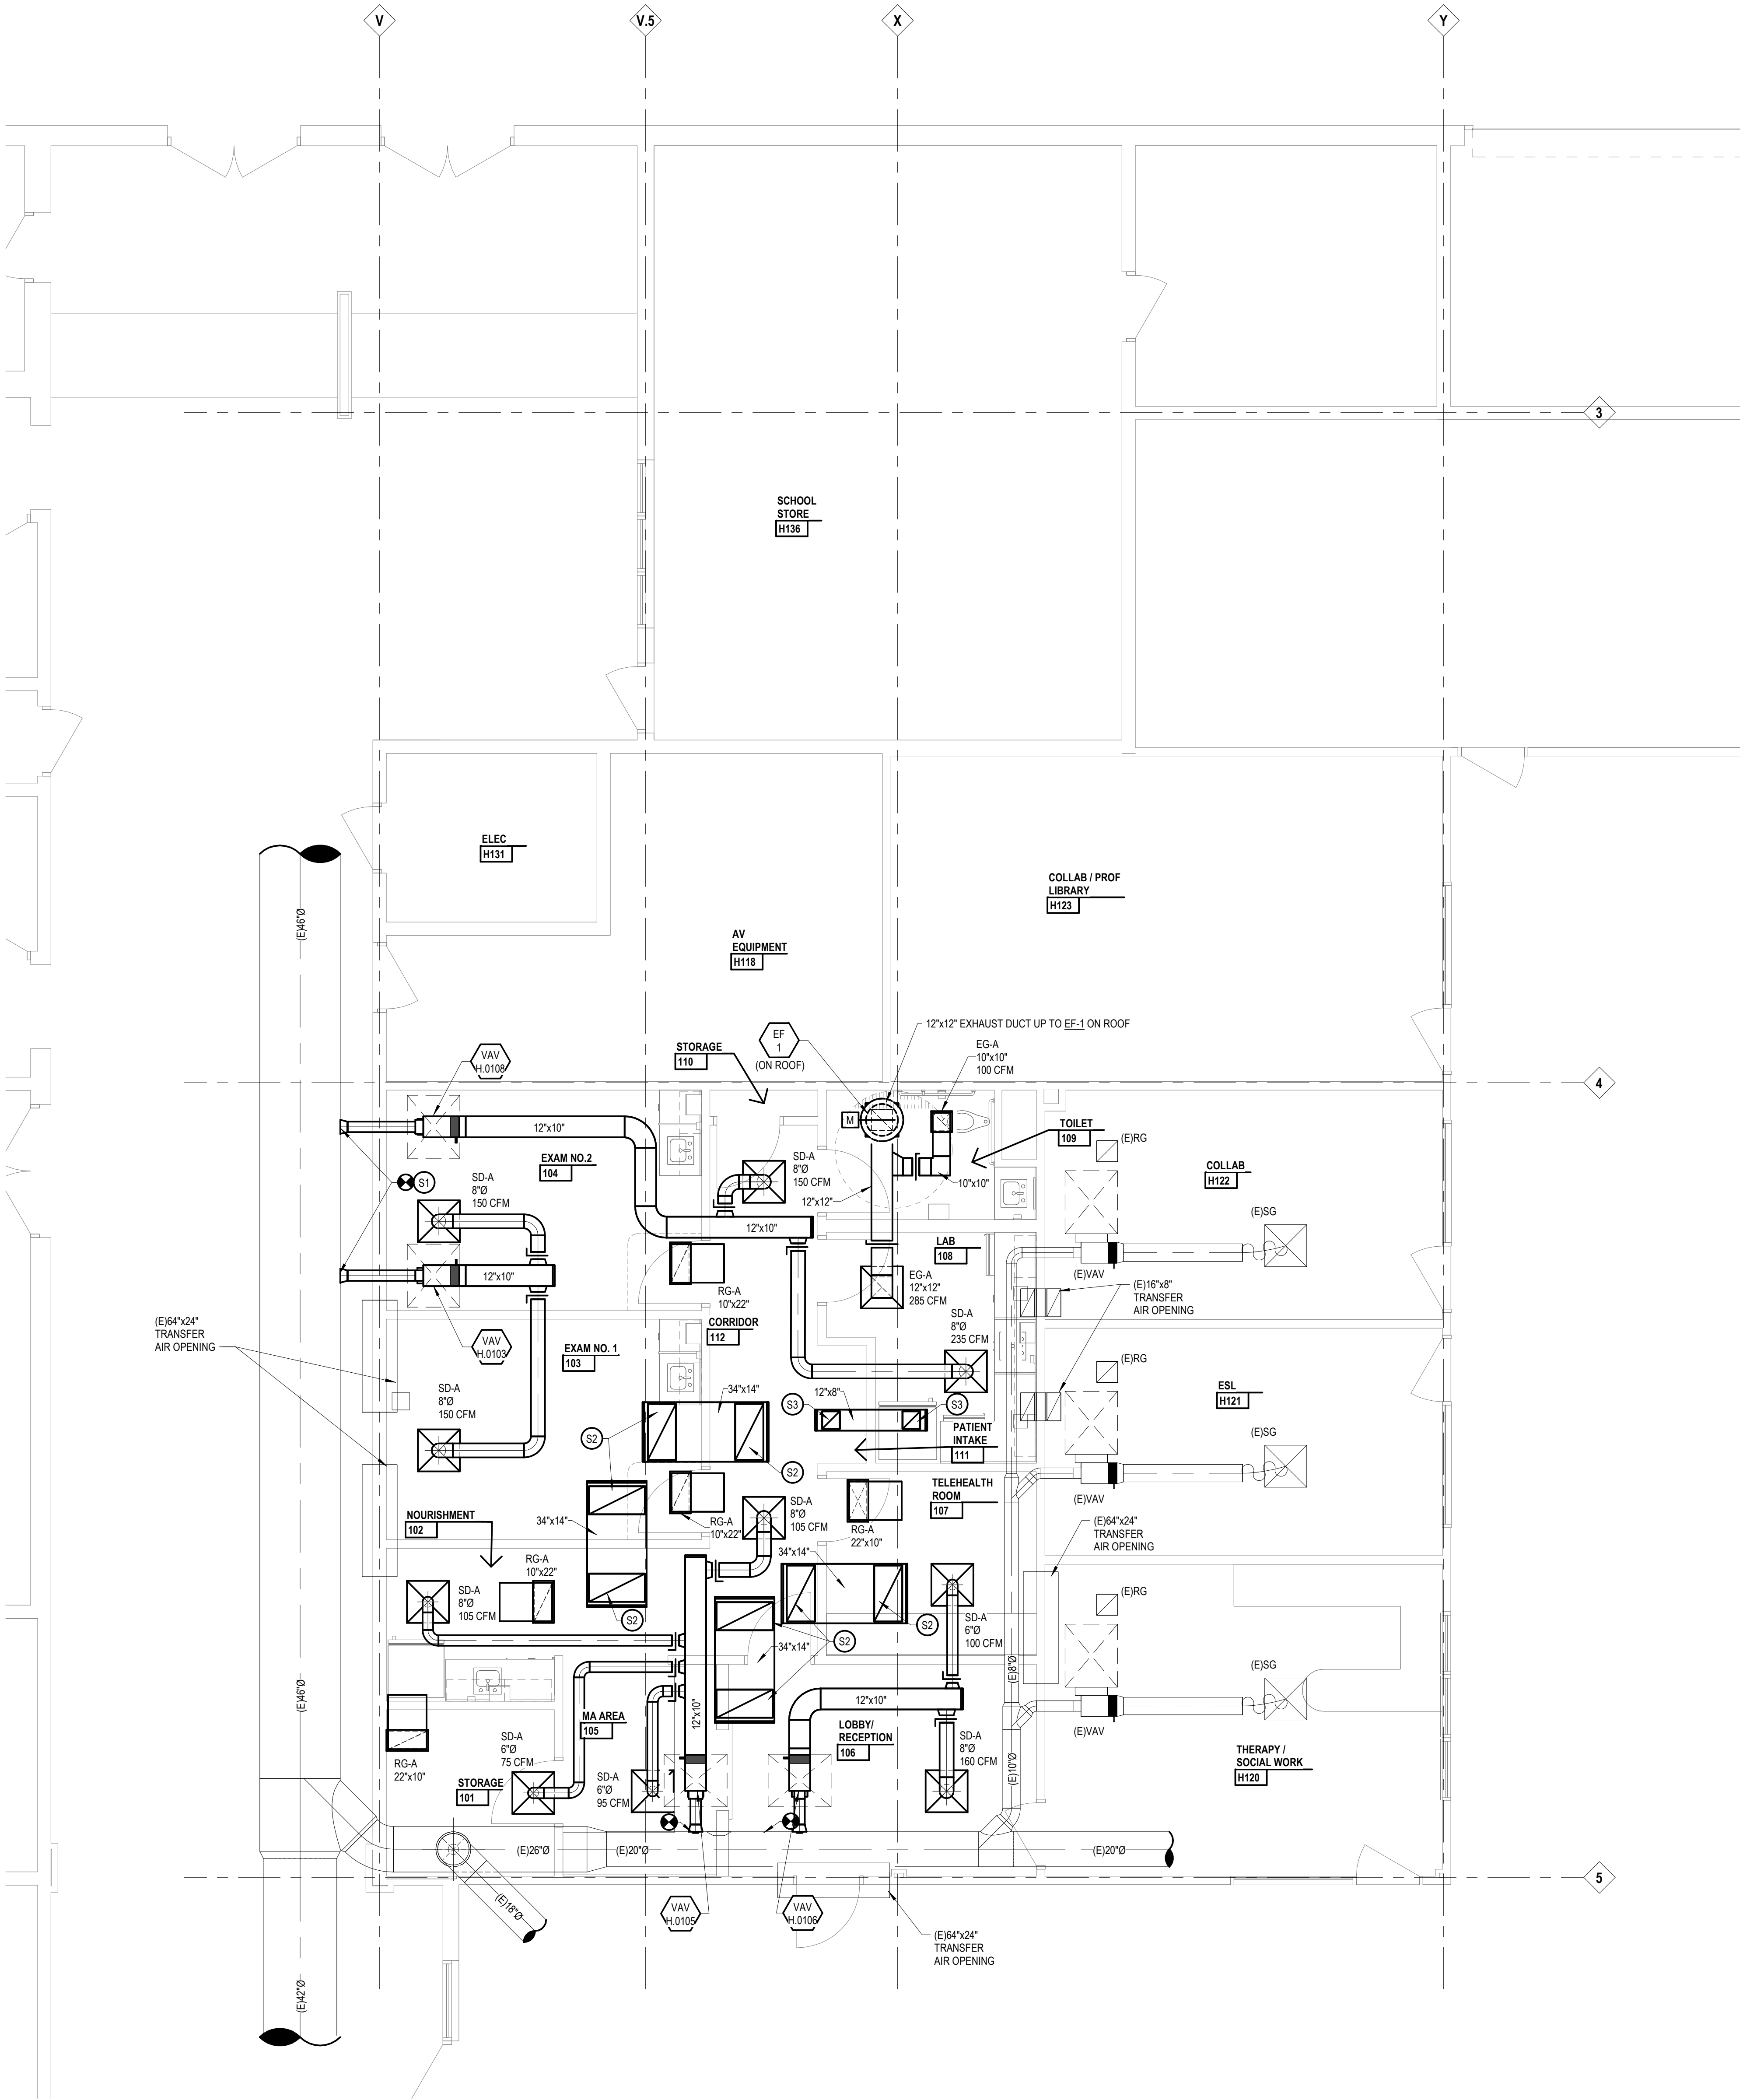 V
V.5
X
Y
3
SCHOOL
STORE
H136
ELEC
H131
COLLAB / PROF
LIBRARY
H123
(E)46"Ø
AV
EQUIPMENT
H118
12"x12" EXHAUST DUCT UP TO EF-1 ON ROOF
EF
1
(ON ROOF)
STORAGE
110
EG-A
10"x10"
100 CFM
VAV
H.0108
4
M
TOILET
109
(E)RG
12"x10"
EXAM NO.2
104
SD-A
8"Ø
150 CFM
COLLAB
H122
S1
SD-A
8"Ø
150 CFM
10"x10"
12"x12"
(E)SG
12"x10"
LAB
108
12"x10"
EG-A
12"x12"
285 CFM
(E)VAV
(E)16"x8"
TRANSFER
AIR OPENING
RG-A
10"x22"
SD-A
8"Ø
235 CFM
(E)64"x24"
TRANSFER
AIR OPENING
VAV
H.0103
EXAM NO. 1
103
CORRIDOR
112
(E)RG
SD-A
8"Ø
150 CFM
34"x14"
12"x8"
ESL
H121
S3
S3
S2
PATIENT
INTAKE
111
(E)SG
S2
TELEHEALTH
ROOM
107
(E)VAV
SD-A
8"Ø
105 CFM
NOURISHMENT
102
34"x14"
RG-A
10"x22"
RG-A
22"x10"
(E)64"x24"
TRANSFER
AIR OPENING
34"x14"
RG-A
10"x22"
SD-A
8"Ø
105 CFM
(E)RG
S2
SD-A
6"Ø
100 CFM
S2
S2
34"x14"
(E)8"Ø
(E)SG
(E)46"Ø
12"x10"
12"x10"
MA AREA
105
LOBBY/
RECEPTION
106
(E)VAV
SD-A
6"Ø
75 CFM
SD-A
8"Ø
160 CFM
THERAPY /
SOCIAL WORK
H120
RG-A
22"x10"
STORAGE
101
SD-A
6"Ø
95 CFM
(E)10"Ø
(E)26"Ø
(E)20"Ø
(E)20"Ø
5
(E)18"Ø
VAV
H.0105
VAV
H.0106
(E)64"x24"
TRANSFER
AIR OPENING
(E)42"Ø